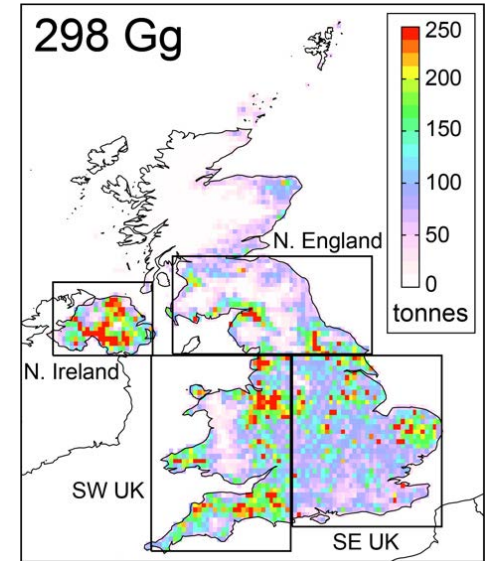 298 Gg
250
200
150
100
50
0
tonnes
N. England
N. Ireland
SW UK
SE UK